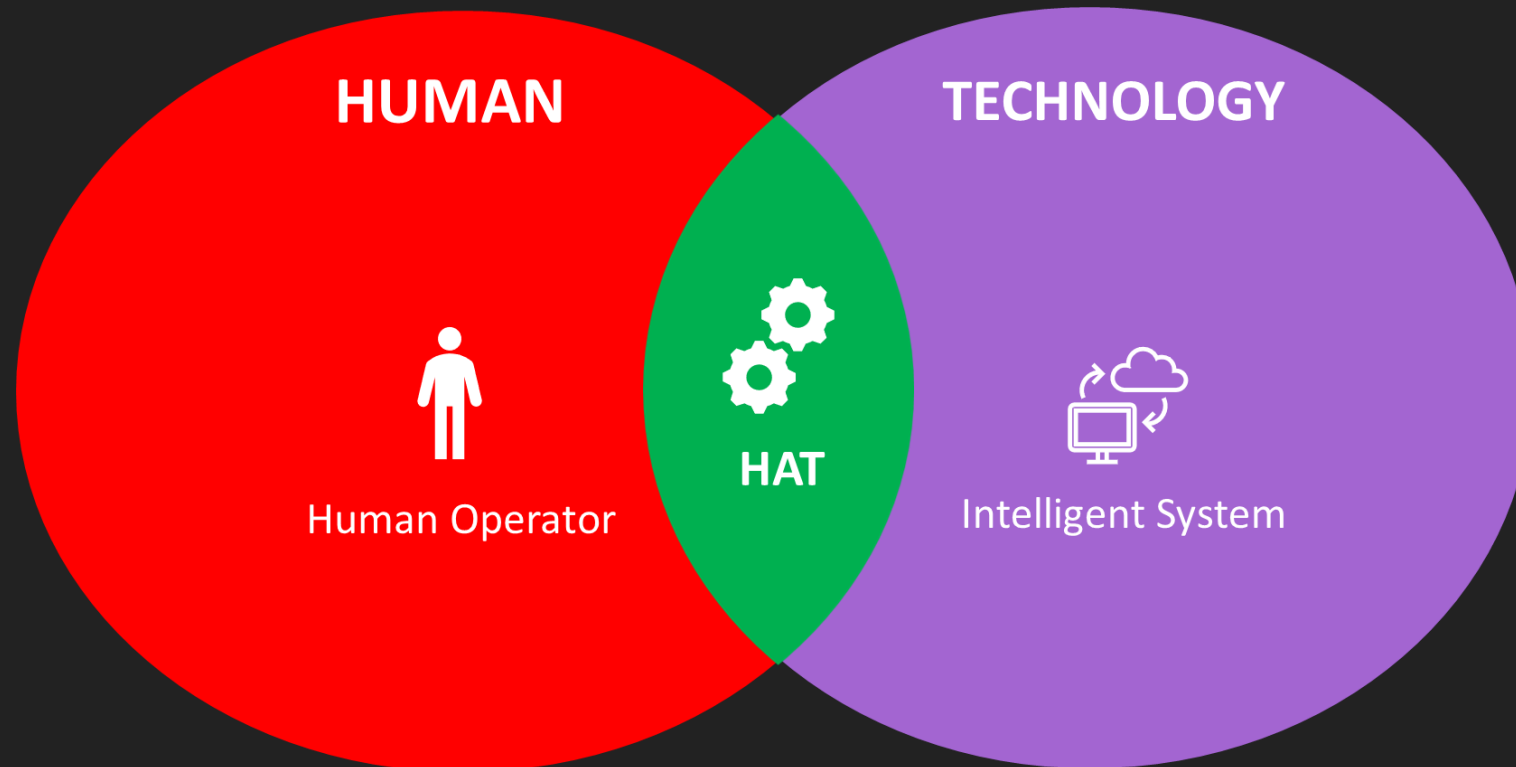 HUMAN
TECHNOLOGY
HAT
Human Operator
Intelligent System